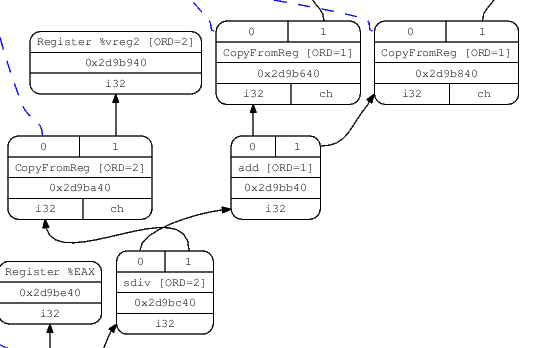 0 1
CopyFromReg [ORD=1]
0x2d9b640
i32 ch
0 1
CopyFromReg [ORD=1]
0x2d9b840
i32 ch
Register %vreg2 [ORD=2]
0x2d9b940
i32
0 1
CopyFromReg [ORD=2]
0x2d9ba40
i32 ch
0 1
add [ORD=1]
0x2d9bb40
i32
Register %EAX
0x2d9be40
i32
0 1
sdiv [ORD=2]
0x2d9bc40
i32